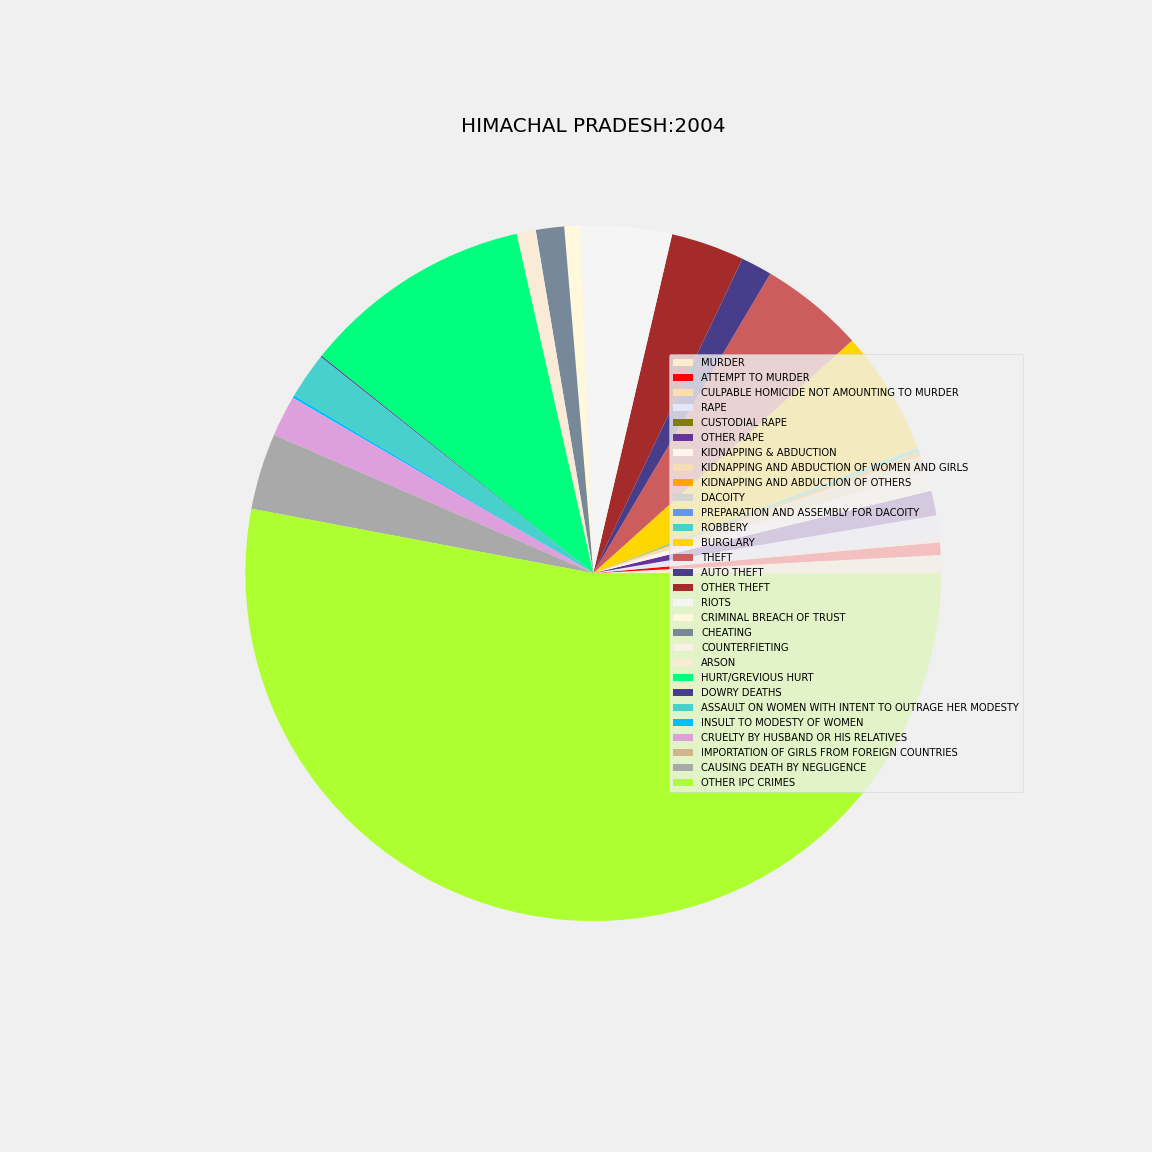 HIMACHAL PRADESH:2004
MURDER
ATTEMPT TO MURDER
CULPABLE HOMICIDE NOT AMOUNTING TO MURDER
RAPE
CUSTODIAL RAPE
OTHER RAPE
KIDNAPPING & ABDUCTION
KIDNAPPING AND ABDUCTION OF WOMEN AND GIRLS
KIDNAPPING AND ABDUCTION OF OTHERS
DACOITY
PREPARATION AND ASSEMBLY FOR DACOITY
ROBBERY
BURGLARY
THEFT
AUTO THEFT
OTHER THEFT
RIOTS
CRIMINAL BREACH OF TRUST
CHEATING
COUNTERFIETING
ARSON
HURT/GREVIOUS HURT
DOWRY DEATHS
ASSAULT ON WOMEN WITH INTENT TO OUTRAGE HER MODESTY
INSULT TO MODESTY OF WOMEN
CRUELTY BY HUSBAND OR HIS RELATIVES
IMPORTATION OF GIRLS FROM FOREIGN COUNTRIES
CAUSING DEATH BY NEGLIGENCE
OTHER IPC CRIMES